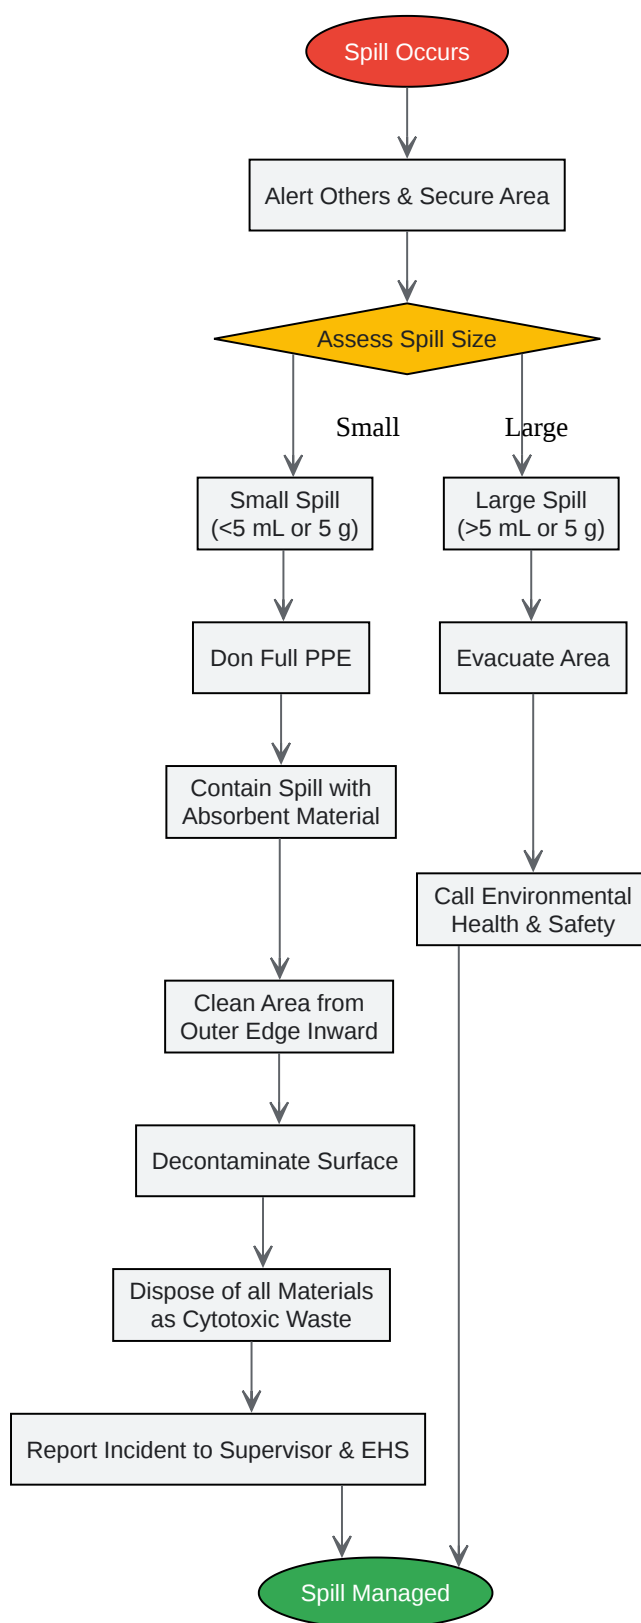 Spill Occurs
Alert Others & Secure Area
Assess Spill Size
Small
Large
Small Spill
(<5 mL or 5 g)
Large Spill
(>5 mL or 5 g)
Don Full PPE
Evacuate Area
Contain Spill with
Absorbent Material
Call Environmental
Health & Safety
Clean Area from
Outer Edge Inward
Decontaminate Surface
Dispose of all Materials
as Cytotoxic Waste
Report Incident to Supervisor & EHS
Spill Managed